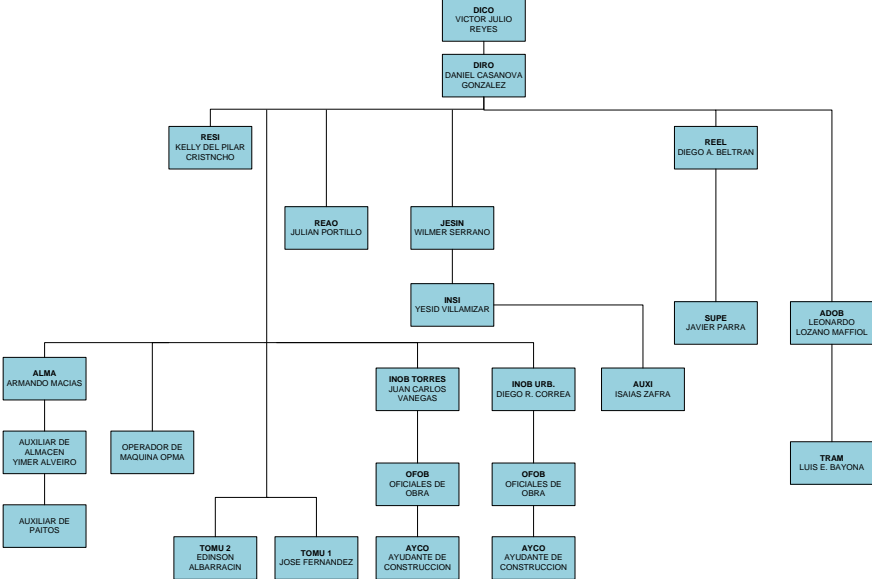 DICO
VICTOR JULIO
REYES
DIRO
DANIEL CASANOVA
GONZALEZ
RESI
KELLY DEL PILAR
CRISTNCHO
REEL
DIEGO A. BELTRAN
REAO
JULIAN PORTILLO
JESIN
WILMER SERRANO
INSI
YESID VILLAMIZAR
SUPE
JAVIER PARRA
ADOB
LEONARDO
LOZANO MAFFIOL
ALMA
ARMANDO MACIAS
INOB TORRES
JUAN CARLOS
VANEGAS
INOB URB.
DIEGO R. CORREA
AUXI
ISAIAS ZAFRA
AUXILIAR DE
ALMACEN
YIMER ALVEIRO
OPERADOR DE
MAQUINA OPMA
TRAM
LUIS E. BAYONA
OFOB
OFICIALES DE
OBRA
OFOB
OFICIALES DE
OBRA
AUXILIAR DE
PAITOS
TOMU 2
EDINSON
ALBARRACIN
TOMU 1
JOSE FERNANDEZ
AYCO
AYUDANTE DE
CONSTRUCCION
AYCO
AYUDANTE DE
CONSTRUCCION